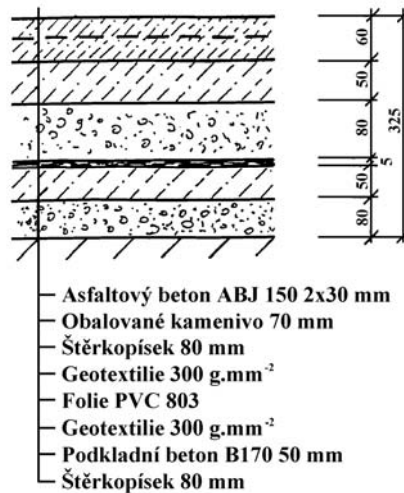 60
50
80
5
50
80
325
Asfaltový beton ABJ 150 2x30 mm
Obalované kamenivo 70 mm
Štěrkopísek 80 mm
Geotextilie 300 g.mm⁻²
Folie PVC 803
Geotextilie 300 g.mm⁻²
Podkladní beton B170 50 mm
Štěrkopísek 80 mm